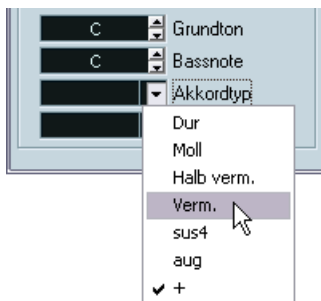 C Grundton
C Bassnote
Akkordtyp
Dur
Moll
Halb verm.
Verm.
sus4
aug
+